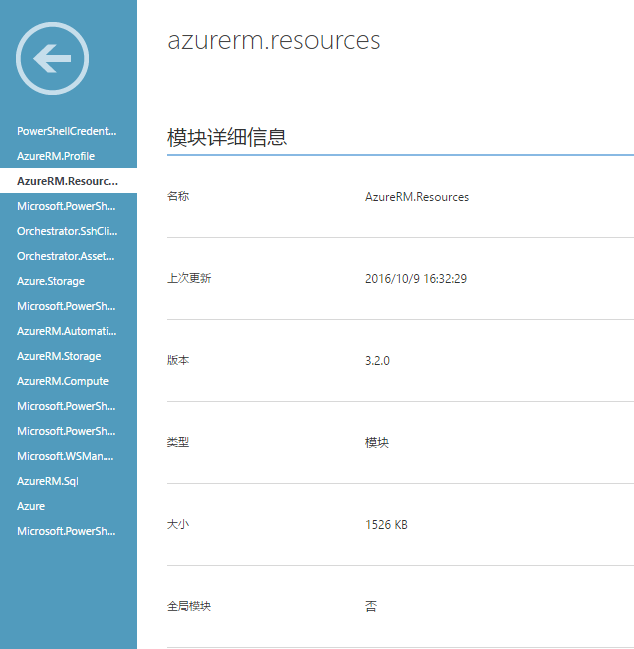 azurerm.resources
PowerShellCredent...
AzureRM.Profile
AzureRM.Resourc...
Microsoft.PowerSh...
Orchestrator.SshCli...
Orchestrator.Asset...
Azure.Storage
Microsoft.PowerSh...
AzureRM.Automati...
AzureRM.Storage
AzureRM.Compute
Microsoft.PowerSh...
Microsoft.PowerSh...
Microsoft.WSMan....
AzureRM.Sql
Azure
Microsoft.PowerSh...
模块详细信息
名称 AzureRM.Resources
上次更新 2016/10/9 16:32:29
版本 3.2.0
类型 模块
大小 1526 KB
全局模块 否